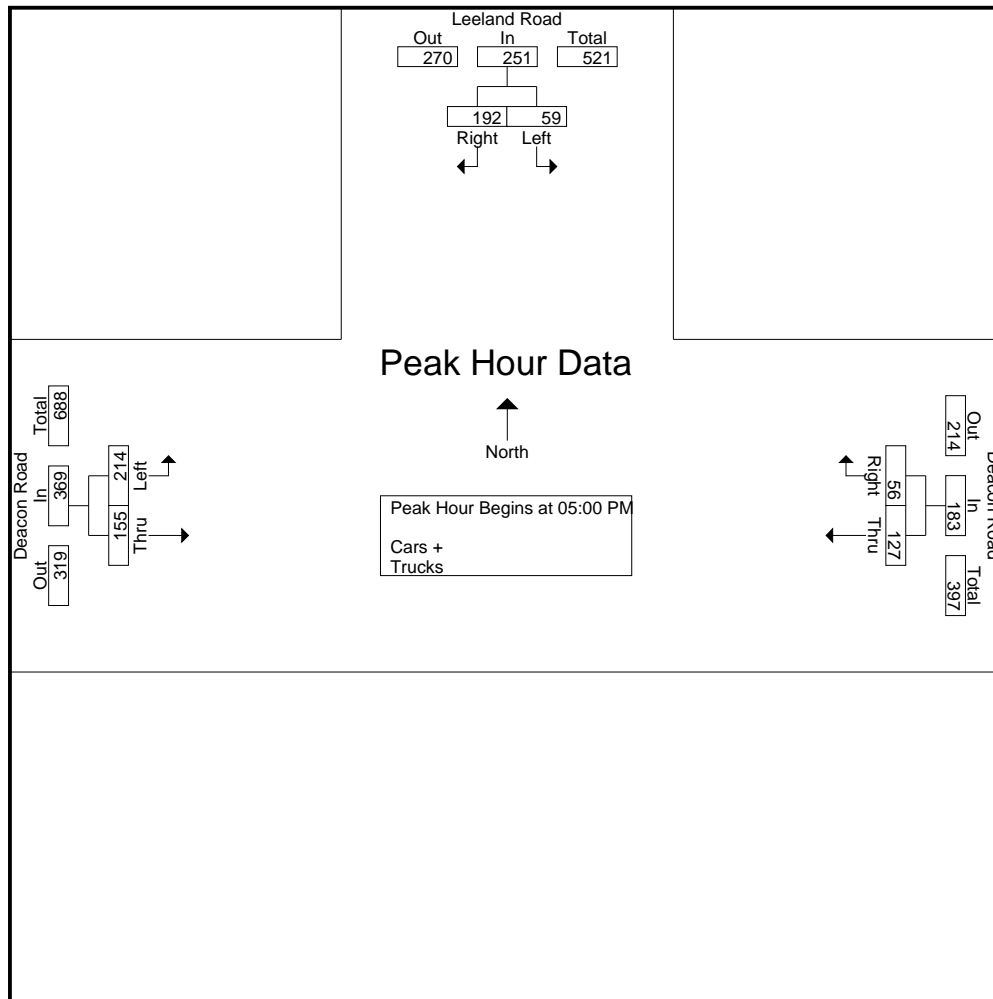 Leeland Road
Out In Total
270 251 521
192 59
Right Left
Peak Hour Data
North
Peak Hour Begins at 05:00 PM
Cars +
Trucks
Deacon Road
Total In Out
688 369 319
214 155
Left Thru
Deacon Road
Out In Total
214 183 397
56 127
Right Thru